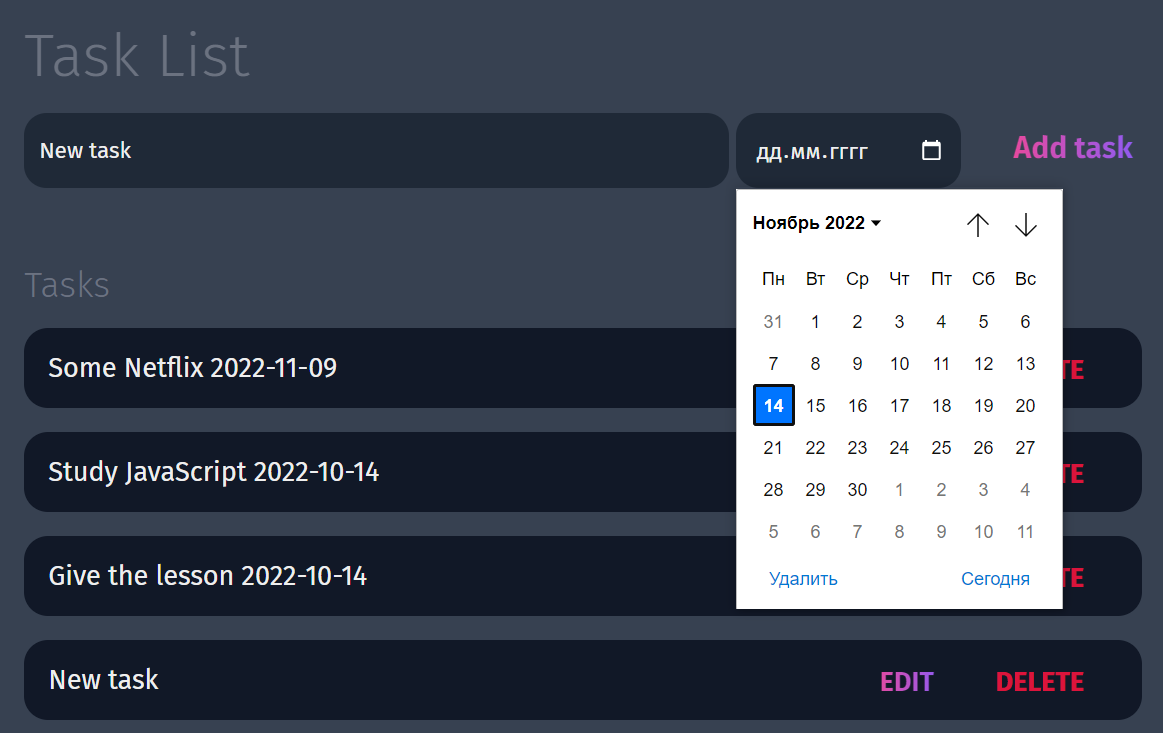 Task List
New task
дд.мм.гггг
Add task
Ноябрь 2022
Пн Вт Ср Чт Пт Сб Вс
31 1 2 3 4 5 6
7 8 9 10 11 12 13
14 15 16 17 18 19 20
21 22 23 24 25 26 27
28 29 30 1 2 3 4
5 6 7 8 9 10 11
Удалить Сегодня
Tasks
Some Netflix 2022-11-09
TE
Study JavaScript 2022-10-14
TE
Give the lesson 2022-10-14
TE
New task
EDIT DELETE